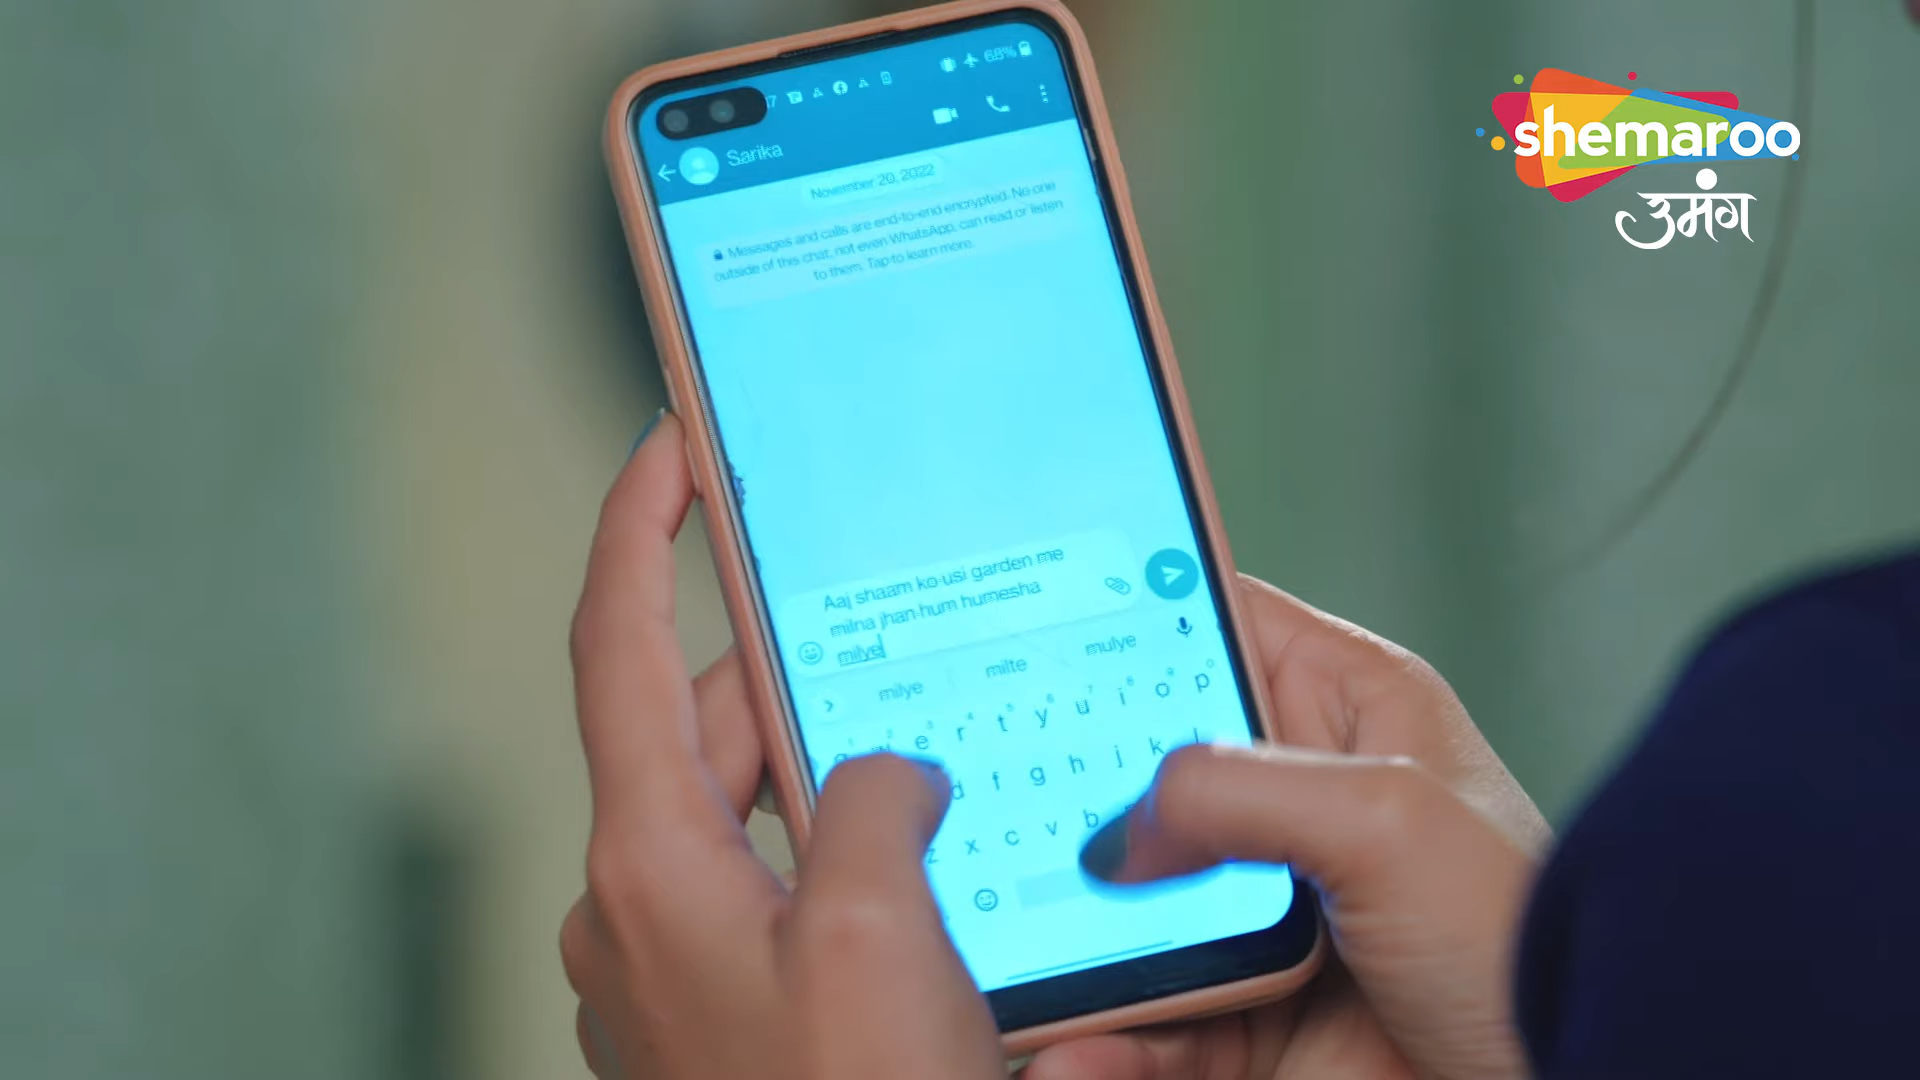 68%
Sarika
November 20, 2022
Messages and calls are end-to-end encrypted. No one
outside of this chat, not even WhatsApp, can read or listen
to them. Tap to learn more.
Aaj shaam ko usi garden me
milna jhan hum humesha
milye
milye milte mulye
e r t y u i o p
d f g h j k l
z x c v b
shemaroo
उमंग